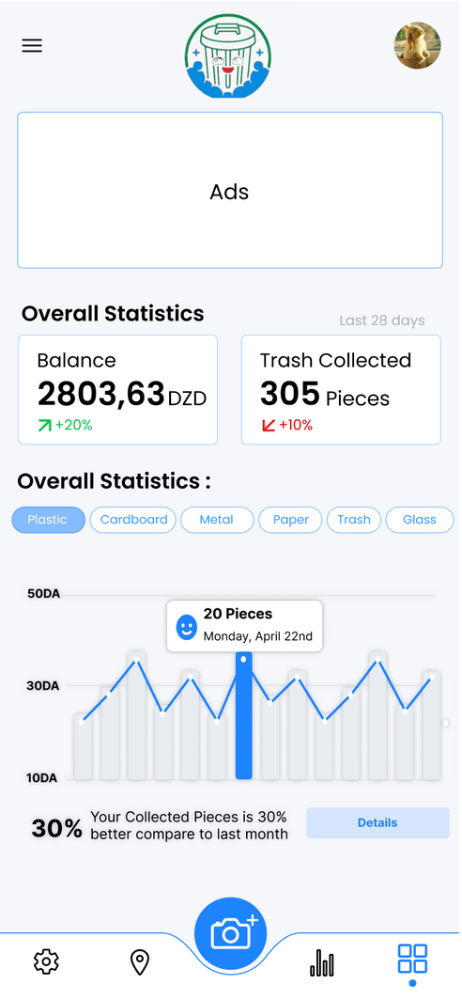 Ads
Overall Statistics
Last 28 days
Balance
2803,63 DZD
+20%
Trash Collected
305 Pieces
+10%
Overall Statistics :
Plastic
Cardboard
Metal
Paper
Trash
Glass
50DA
20 Pieces
Monday, April 22nd
30DA
10DA
30%
Your Collected Pieces is 30%
better compare to last month
Details